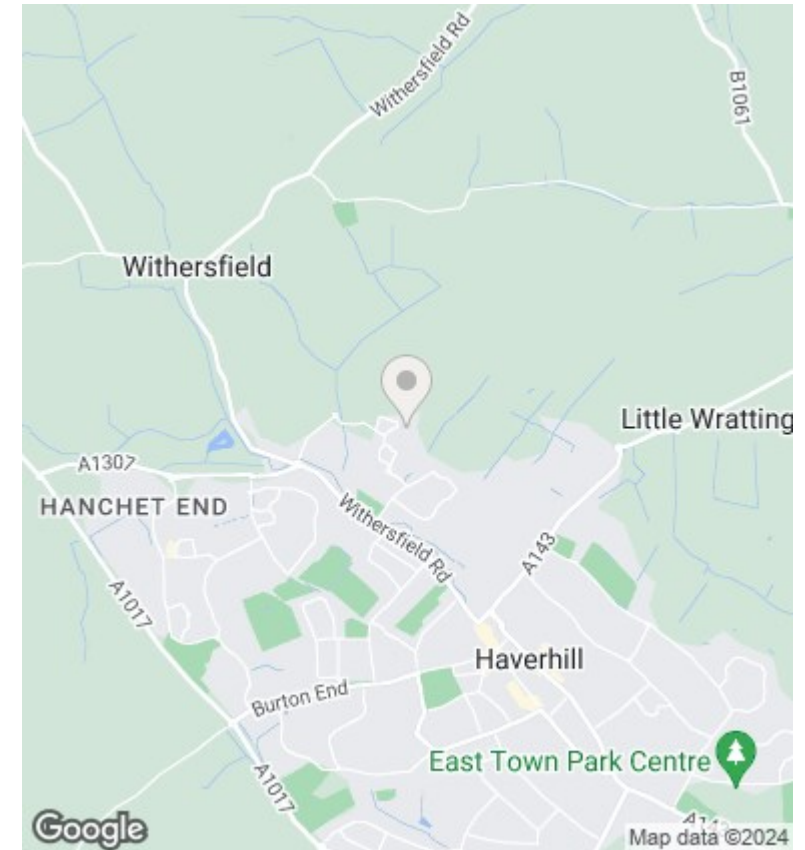 Withersfield Rd
B1061
Withersfield
Little Wratting
A1307
HANCHET END
Withersfield Rd
A143
A1017
Haverhill
Burton End
East Town Park Centre
A1017
A143
Google
Map data ©2024